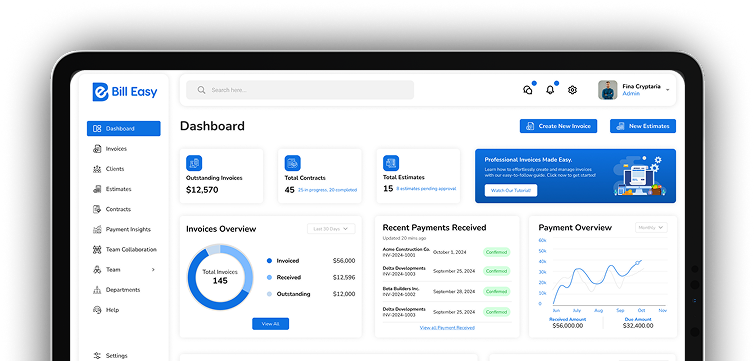 Bill Easy
Search here...
Fina Cryptaria
Admin
Dashboard
Invoices
Clients
Estimates
Contracts
Payment Insights
Team Collaboration
Team
Departments
Help
Settings
Dashboard
Create New Invoice
New Estimates
Outstanding Invoices
$12,570
Total Contracts
45 25 in progress, 20 completed
Total Estimates
15 8 estimates pending approval
Professional Invoices Made Easy.
Learn how to effortlessly create and manage invoices
with our easy-to-follow guide. Click now to get started!
Watch Our Tutorial!
Invoices Overview
Last 30 Days
Total Invoices
145
Invoiced $56,000
Received $12,596
Outstanding $12,000
View All
Recent Payments Received
Updated 20 mins ago
Acme Construction Co.
INV-2024-1001
October 1, 2024
Confirmed
Delta Developments
INV-2024-1003
September 25, 2024
Confirmed
Beta Builders Inc.
INV-2024-1002
September 28, 2024
Confirmed
Delta Developments
INV-2024-1003
September 25, 2024
Confirmed
View all Payment Received
Payment Overview
Monthly
60k
50k
40k
30k
20k
10k
0
Jun July Aug Sep Oct Nov
Received Amount
$56,000.00
Due Amount
$32,400.00